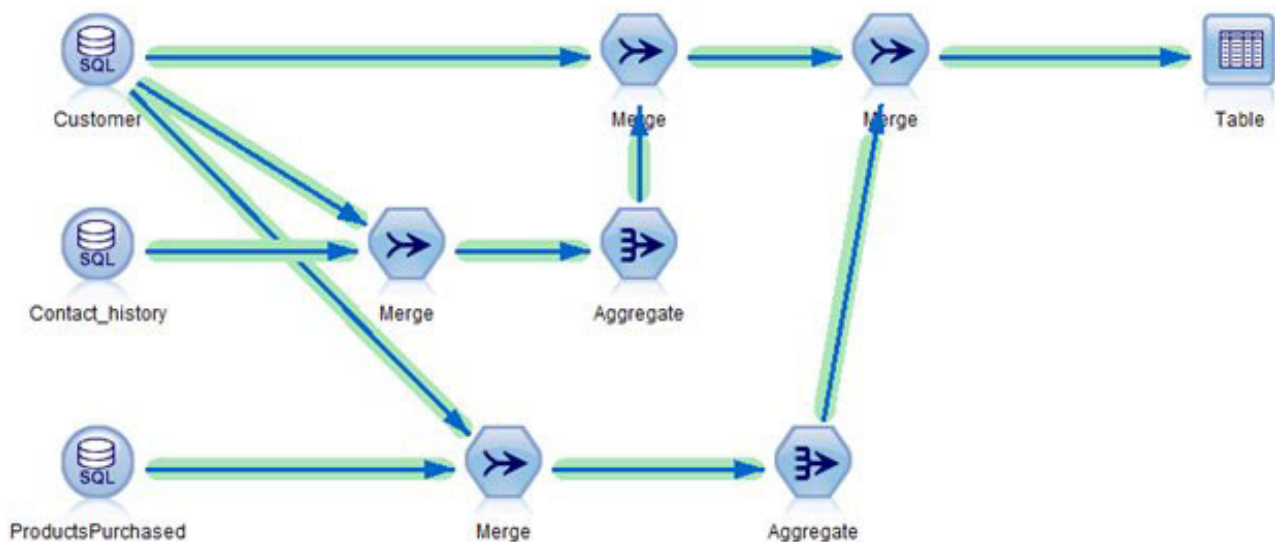 SQL
Customer
Merge
Merge
Table
SQL
Contact_history
Merge
Aggregate
SQL
ProductsPurchased
Merge
Aggregate